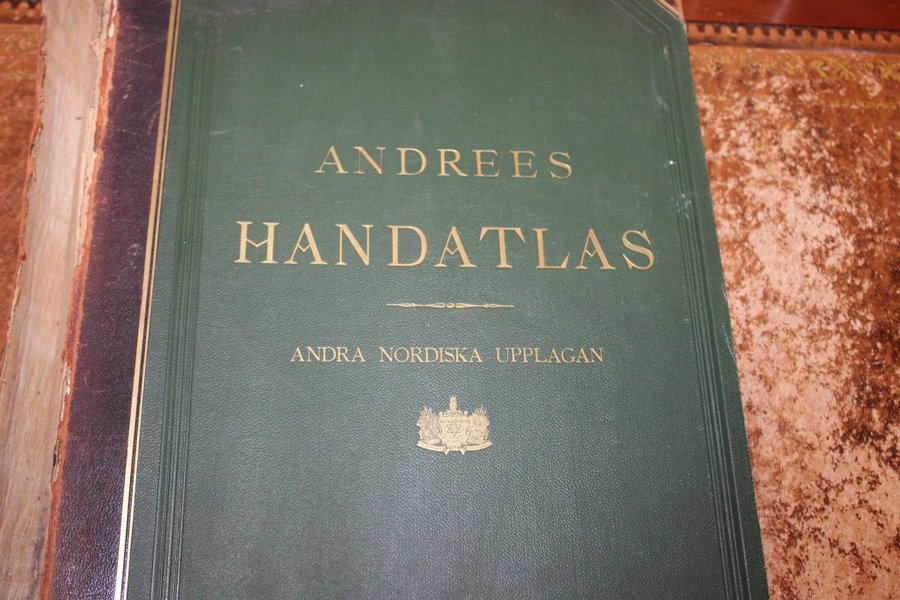 ANDREES
HANDATLAS
ANDRA NORDISKA UPPLAGAN